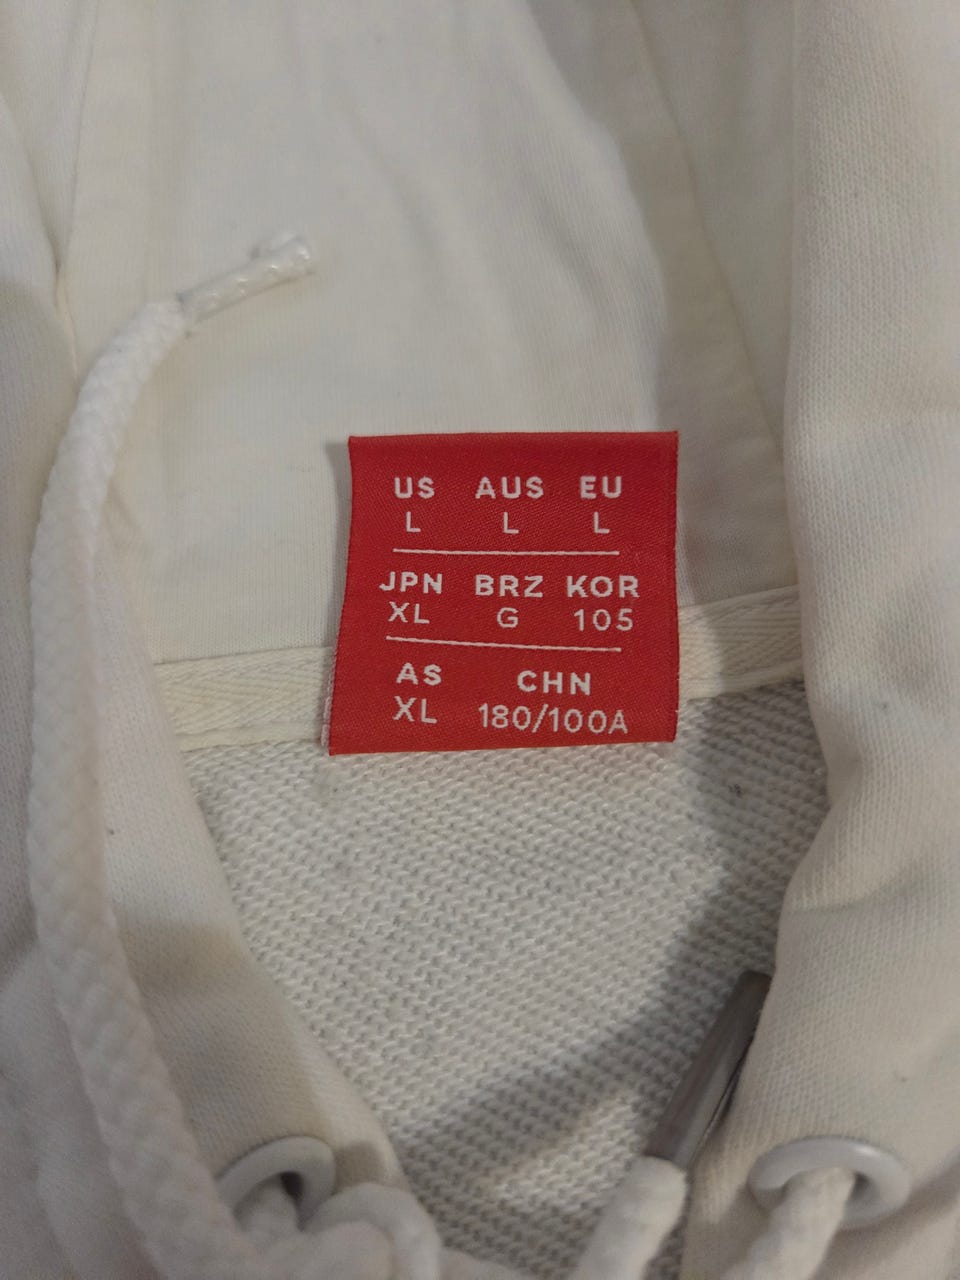 US AUS EU
L L L
JPN BRZ KOR
XL G 105
AS CHN
XL 180/100A